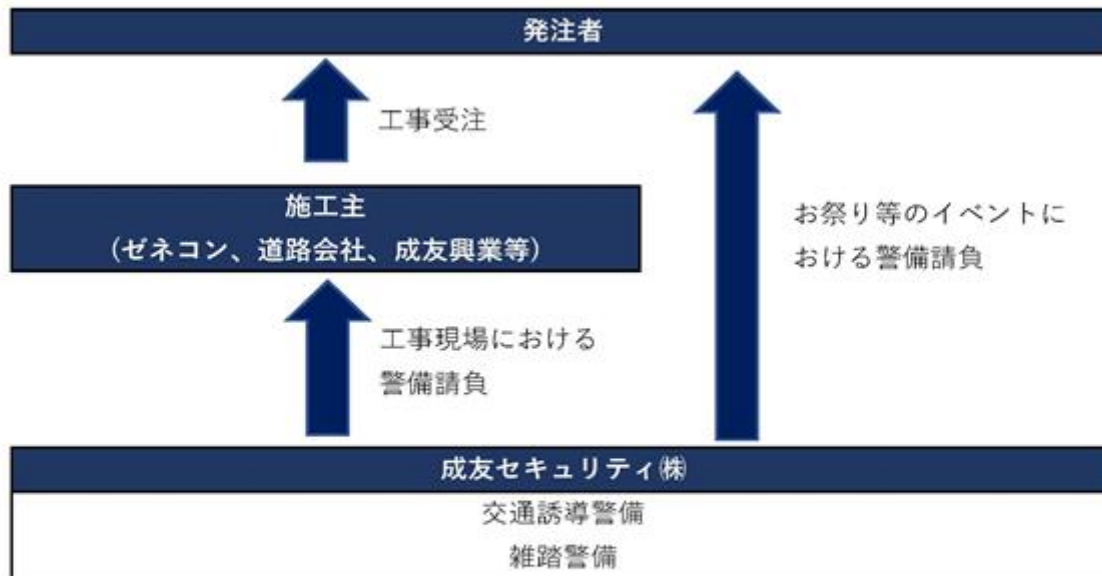 発注者
工事受注
施工主
(ゼネコン、道路会社、成友興業等)
お祭り等のイベントに
おける警備請負
工事現場における
警備請負
成友セキュリティ㈱
交通誘導警備
雑踏警備